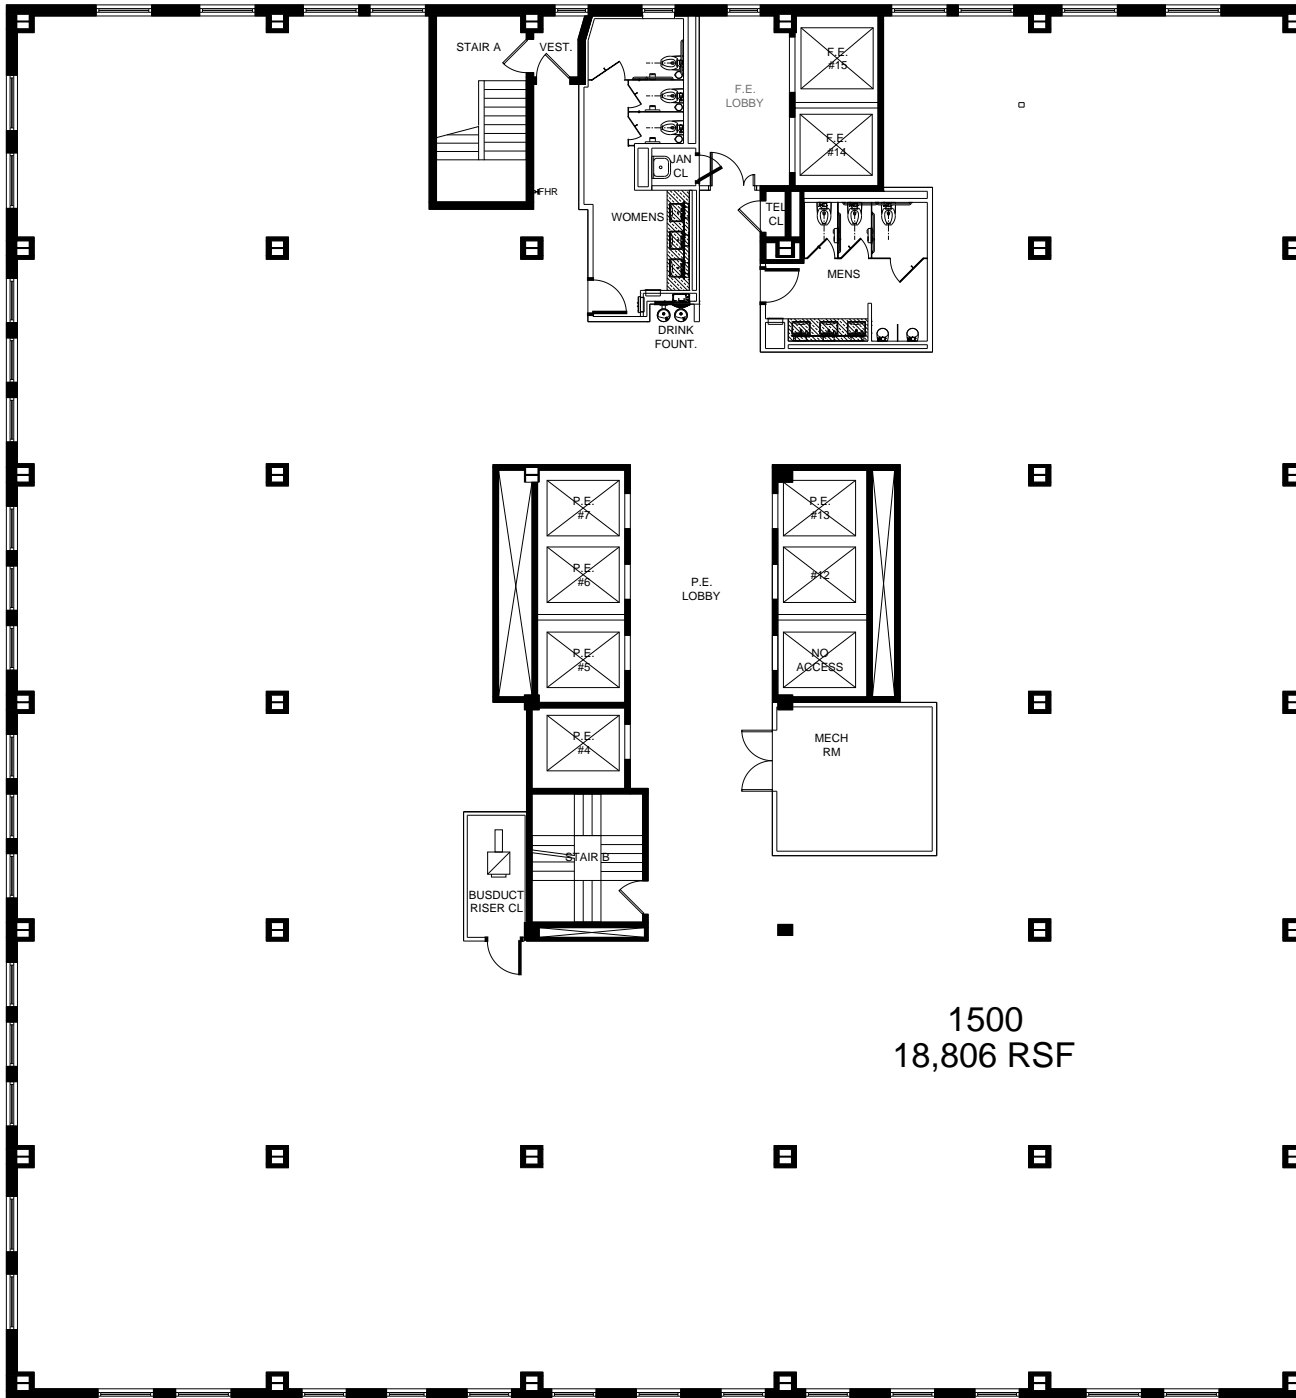 STAIR A
VEST.
F.E.
#15
F.E.
LOBBY
F.E.
#14
JAN
CL
FHR
TEL
CL
WOMENS
MENS
DRINK
FOUNT.
P.E.
#7
P.E.
#13
P.E.
#6
#12
P.E.
LOBBY
P.E.
#5
NO
ACCESS
P.E.
#4
MECH
RM
STAIR B
BUSDUCT
RISER CL
1500
18,806 RSF